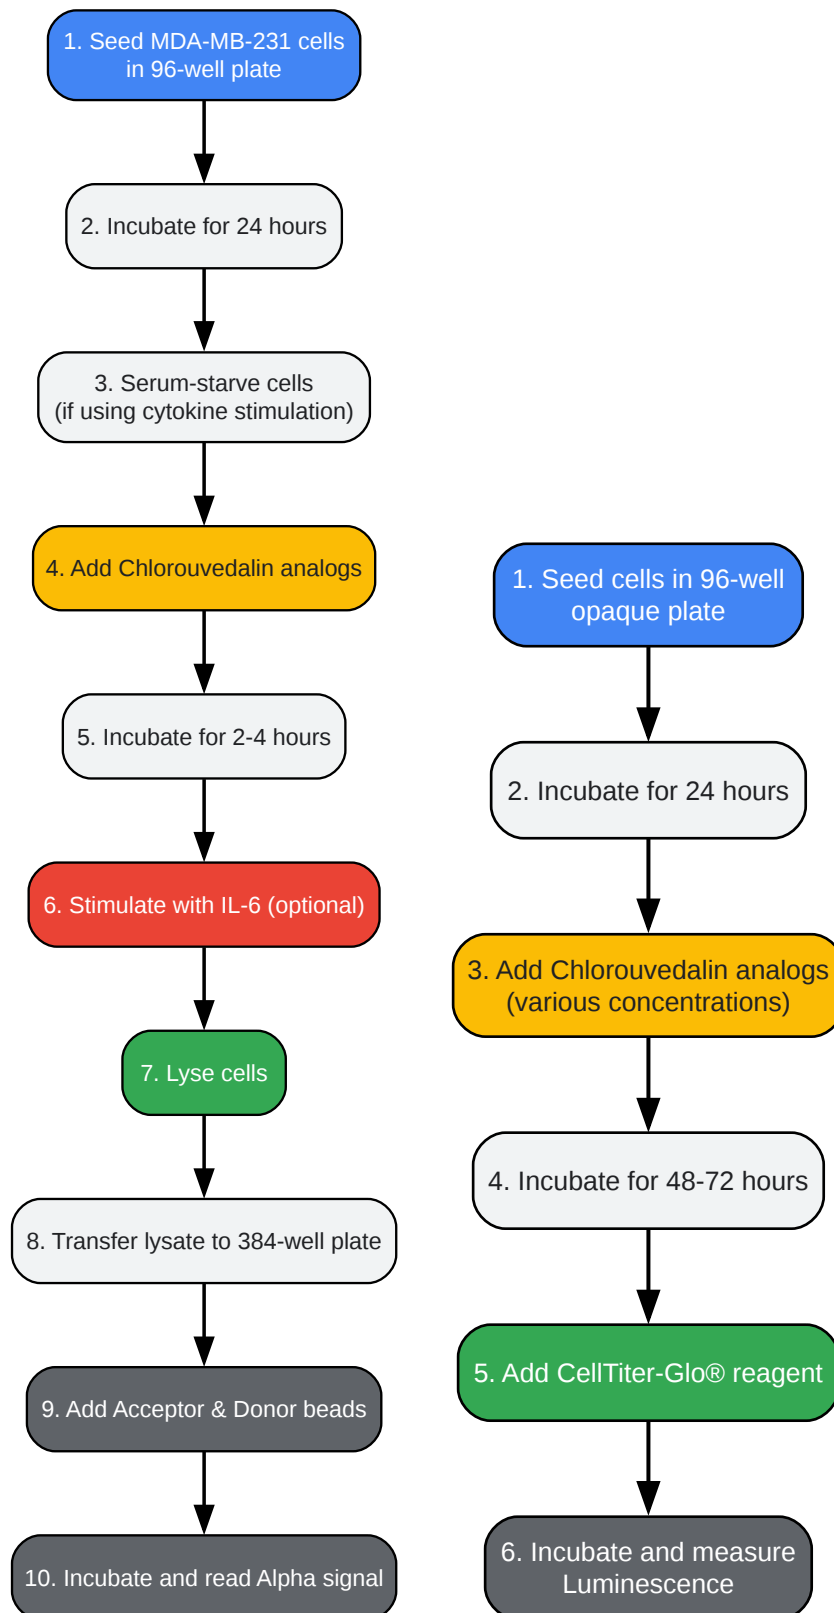 1. Seed MDA-MB-231 cells
in 96-well plate
2. Incubate for 24 hours
3. Serum-starve cells
(if using cytokine stimulation)
4. Add Chlorouvedalin analogs
5. Incubate for 2-4 hours
6. Stimulate with IL-6 (optional)
7. Lyse cells
8. Transfer lysate to 384-well plate
9. Add Acceptor & Donor beads
10. Incubate and read Alpha signal
1. Seed cells in 96-well
opaque plate
2. Incubate for 24 hours
3. Add Chlorouvedalin analogs
(various concentrations)
4. Incubate for 48-72 hours
5. Add CellTiter-Glo® reagent
6. Incubate and measure
Luminescence